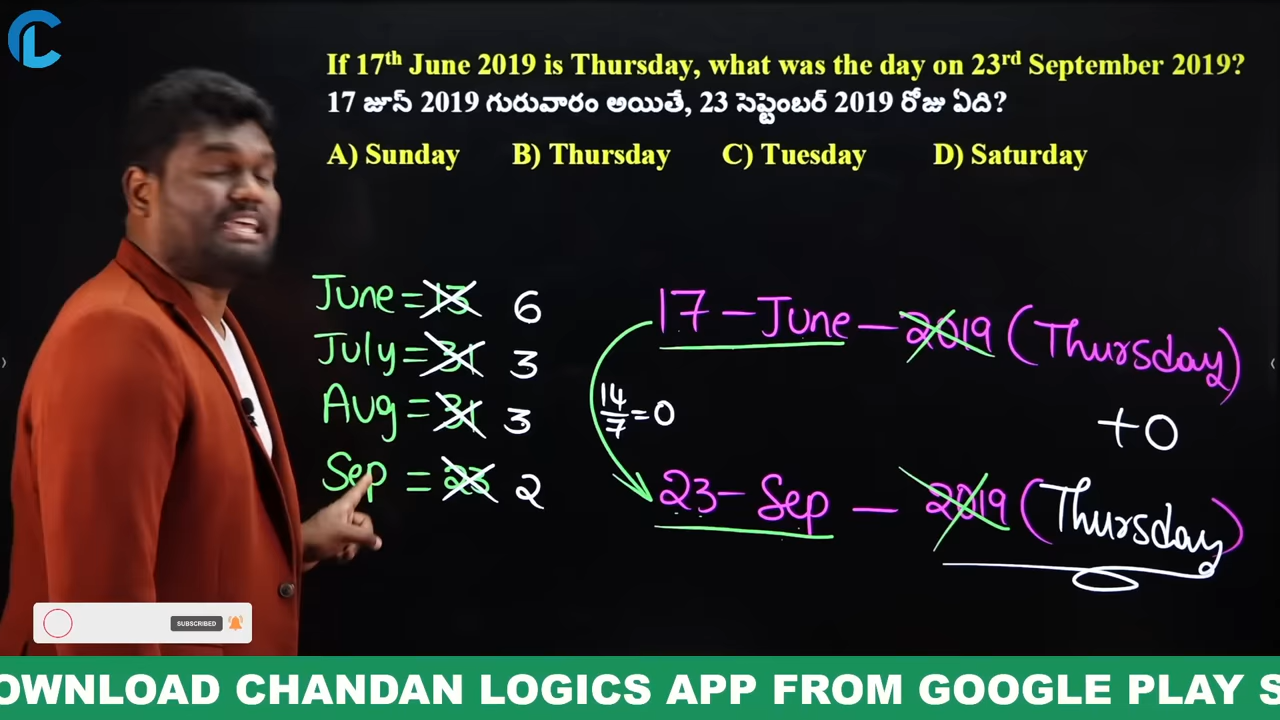 CL
If 17th June 2019 is Thursday, what was the day on 23rd September 2019?
17 జూన్ 2019 గురువారం అయితే, 23 సెప్టెంబర్ 2019 రోజు ఏది?
A) Sunday B) Thursday C) Tuesday D) Saturday
June = 13 6
July = 31 3
Aug = 31 3
Sep = 23 2
17 - June - 2019 (Thursday)
14/7 = 0
+0
23 - Sep - 2019 (Thursday)
SUBSCRIBED
OWNLOAD CHANDAN LOGICS APP FROM GOOGLE PLAY S